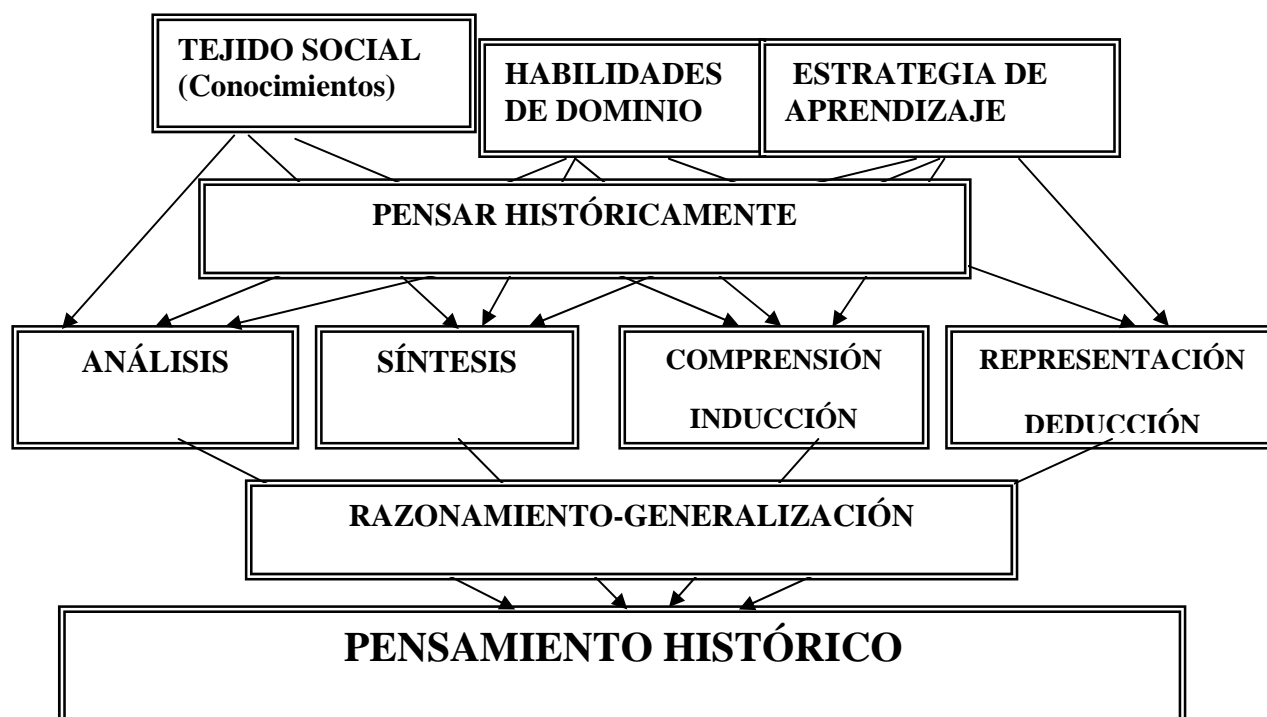 TEJIDO SOCIAL
(Conocimientos)
HABILIDADES
DE DOMINIO
ESTRATEGIA DE
APRENDIZAJE
PENSAR HISTÓRICAMENTE
ANÁLISIS
SÍNTESIS
COMPRENSIÓN
INDUCCIÓN
REPRESENTACIÓN
DEDUCCIÓN
RAZONAMIENTO-GENERALIZACIÓN
PENSAMIENTO HISTÓRICO